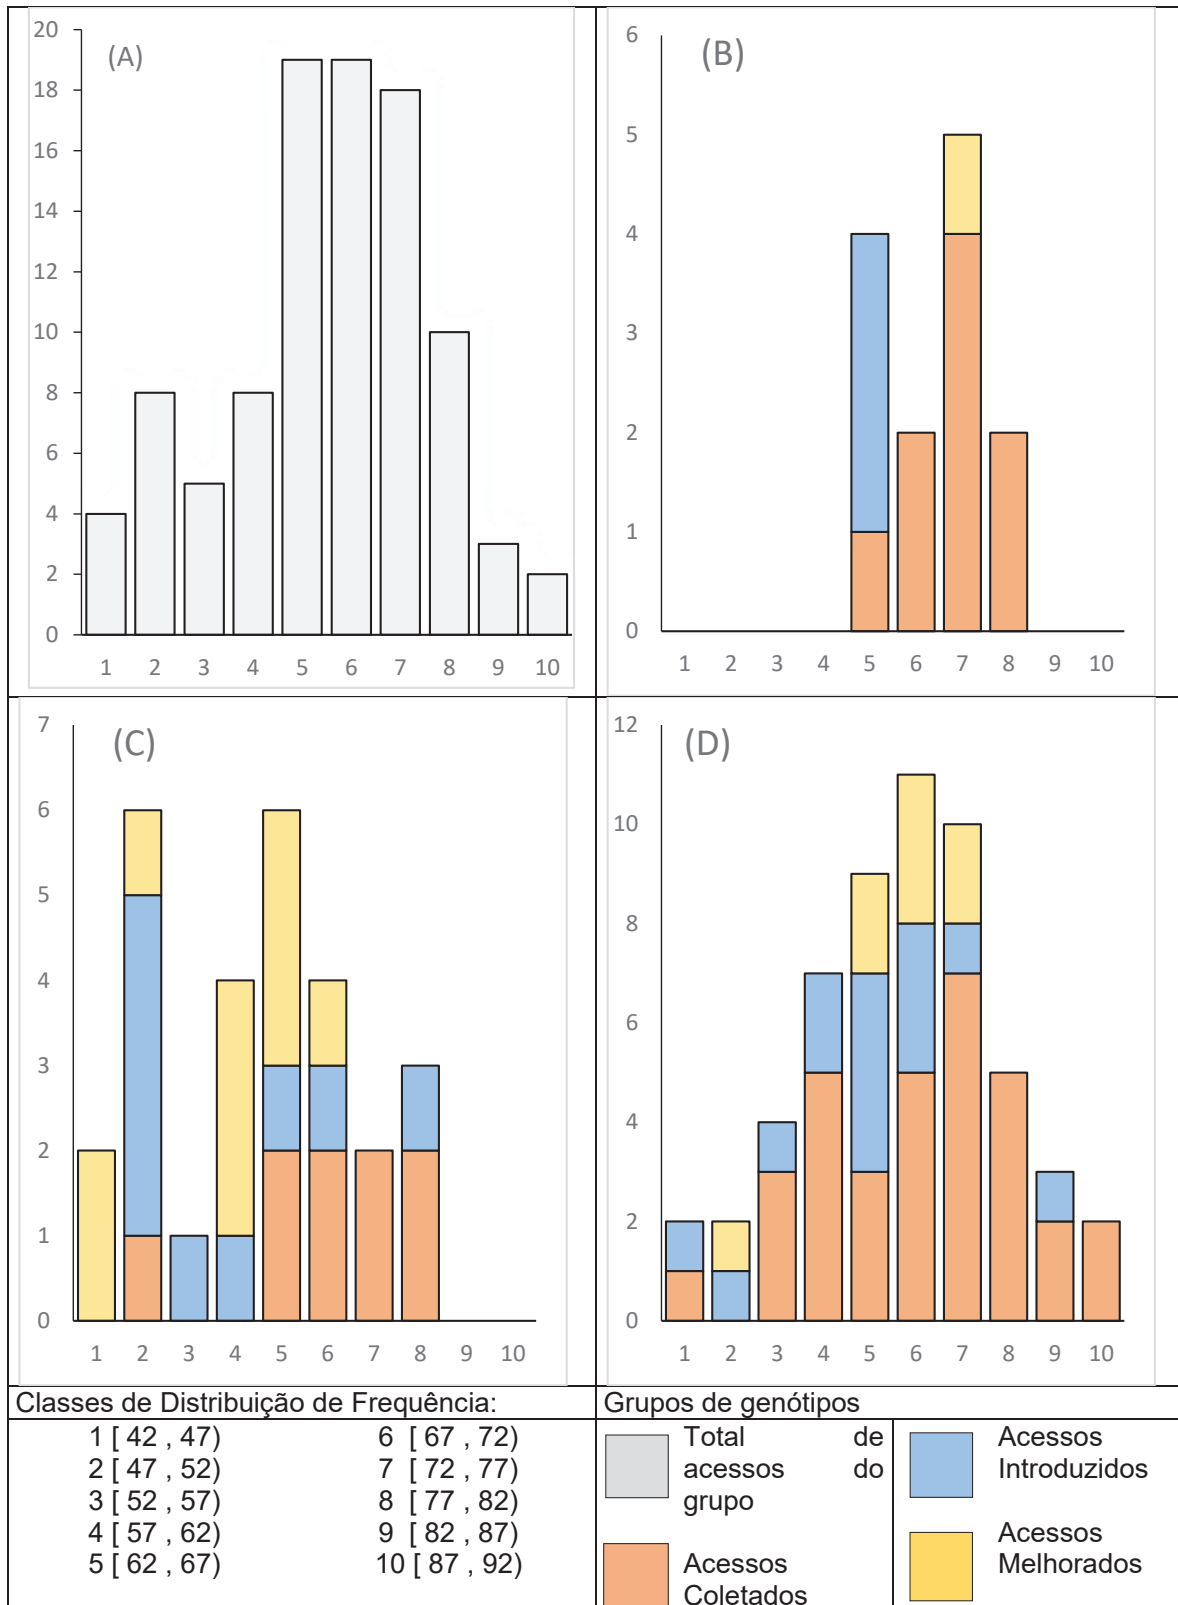 (A)
20
18
16
14
12
10
8
6
4
2
0
1 2 3 4 5 6 7 8 9 10
(B)
6
5
4
3
2
1
0
1 2 3 4 5 6 7 8 9 10
(C)
7
6
5
4
3
2
1
0
1 2 3 4 5 6 7 8 9 10
(D)
12
10
8
6
4
2
0
1 2 3 4 5 6 7 8 9 10
Classes de Distribuição de Frequência:
1 [ 42 , 47)
2 [ 47 , 52)
3 [ 52 , 57)
4 [ 57 , 62)
5 [ 62 , 67)
6 [ 67 , 72)
7 [ 72 , 77)
8 [ 77 , 82)
9 [ 82 , 87)
10 [ 87 , 92)
Grupos de genótipos
Total de
acessos do
grupo
Acessos
Coletados
Acessos
Introduzidos
Acessos
Melhorados